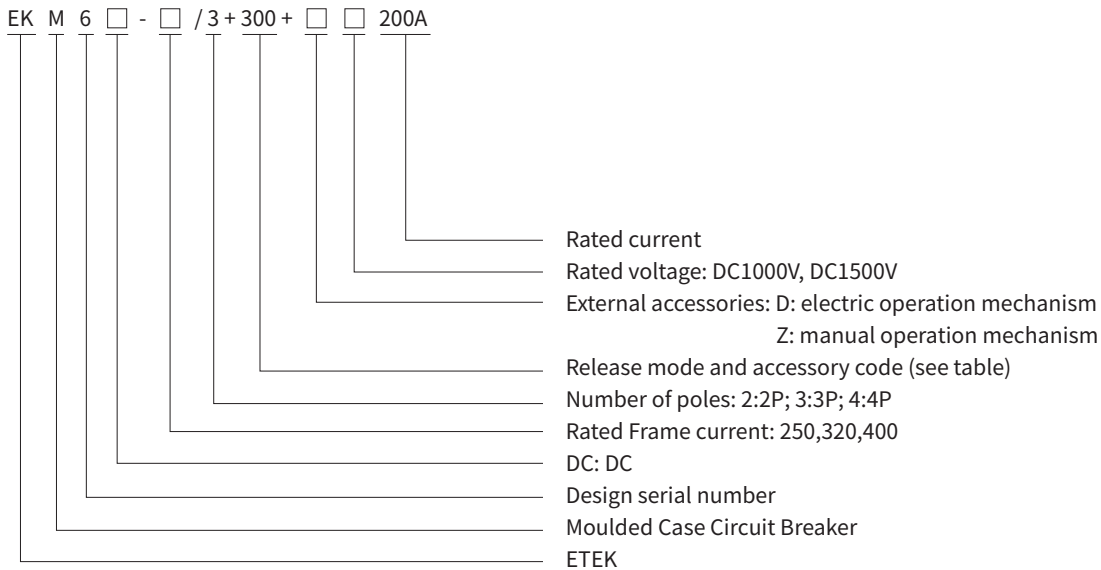 EK M 6 □ - □ / 3 + 300 + □ □ 200A
Rated current
Rated voltage: DC1000V, DC1500V
External accessories: D: electric operation mechanism
Z: manual operation mechanism
Release mode and accessory code (see table)
Number of poles: 2:2P; 3:3P; 4:4P
Rated Frame current: 250,320,400
DC: DC
Design serial number
Moulded Case Circuit Breaker
ETEK